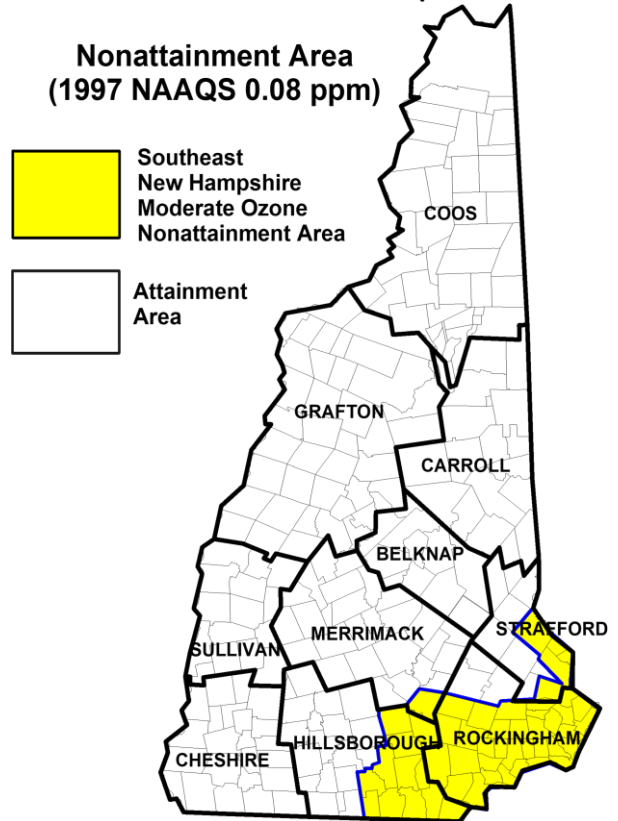 Nonattainment Area
(1997 NAAQS 0.08 ppm)
Southeast
New Hampshire
Moderate Ozone
Nonattainment Area
Attainment
Area
COOS
GRAFTON
CARROLL
BELKNAP
STRAFFORD
MERRIMACK
SULLIVAN
HILLSBOROUGH
ROCKINGHAM
CHESHIRE